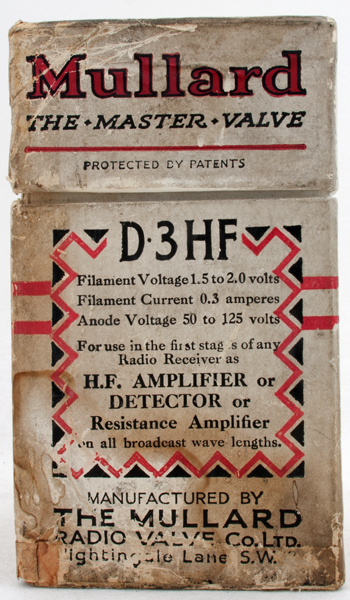 Mullard
THE • MASTER • VALVE
PROTECTED BY PATENTS
D·3HF
Filament Voltage 1.5 to 2.0 volts
Filament Current 0.3 amperes
Anode Voltage 50 to 125 volts
For use in the first stag s of any
Radio Receiver as
H.F. AMPLIFIER or
DETECTOR or
Resistance Amplifier
on all broadcast wave lengths.
MANUFACTURED BY
THE MULLARD
RADIO VALVE CO. LTD.
ightingale Lane S.W.